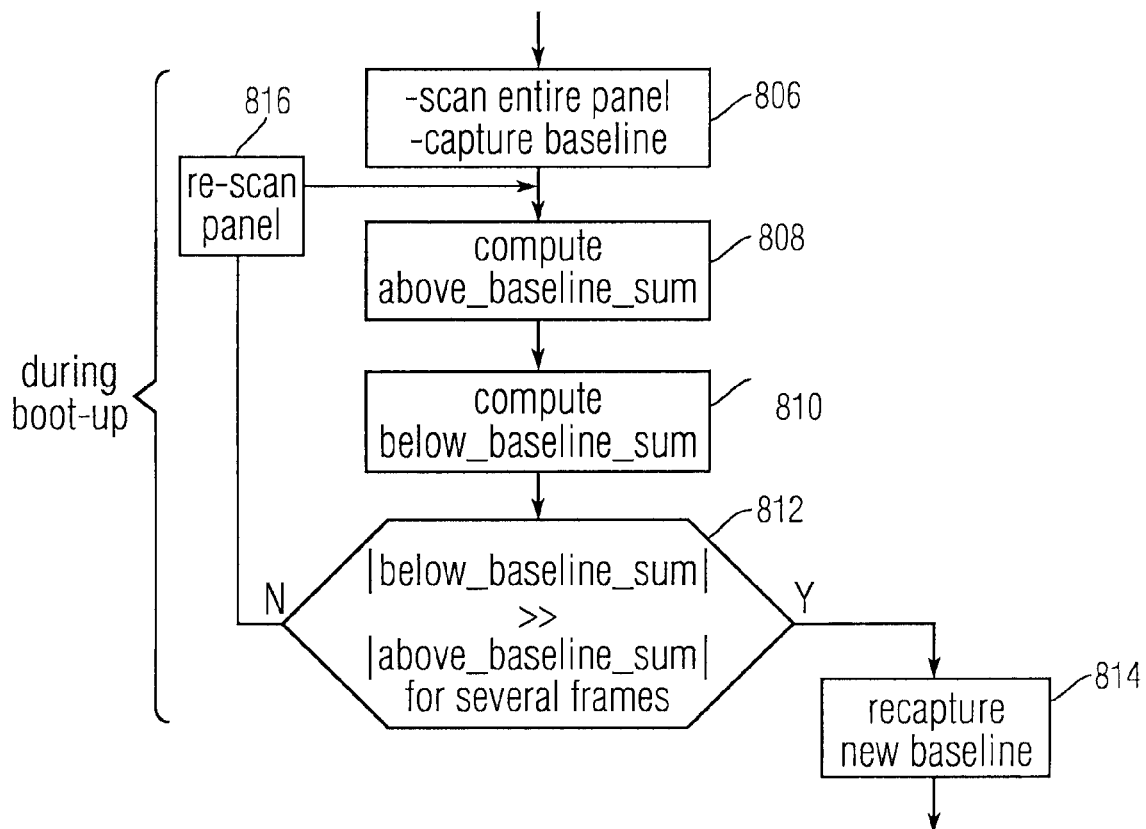 -scan entire panel
-capture baseline
806
816
re-scan
panel
compute
above_baseline_sum
808
during
boot-up
compute
below_baseline_sum
810
812
|below_baseline_sum|
>>
|above_baseline_sum|
for several frames
N
Y
recapture
new baseline
814